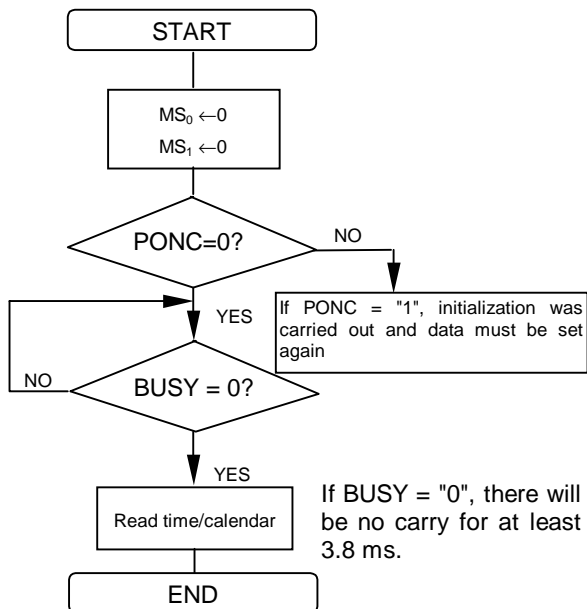 START
MS₀ ←0
MS₁ ←0
PONC=0?
NO
YES
If PONC = "1", initialization was
carried out and data must be set
again
NO
BUSY = 0?
YES
Read time/calendar
If BUSY = "0", there will
be no carry for at least
3.8 ms.
END